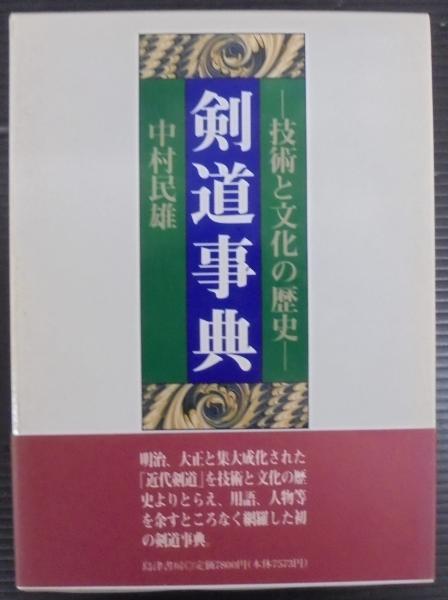 ―技術と文化の歴史―
剣道事典
中村民雄
明治、大正と集大成化された
「近代剣道」を技術と文化の歴
史よりとらえ、用語、人物等
を余すところなく網羅した初
の剣道事典。
島津書房◯定価7800円(本体7573円)